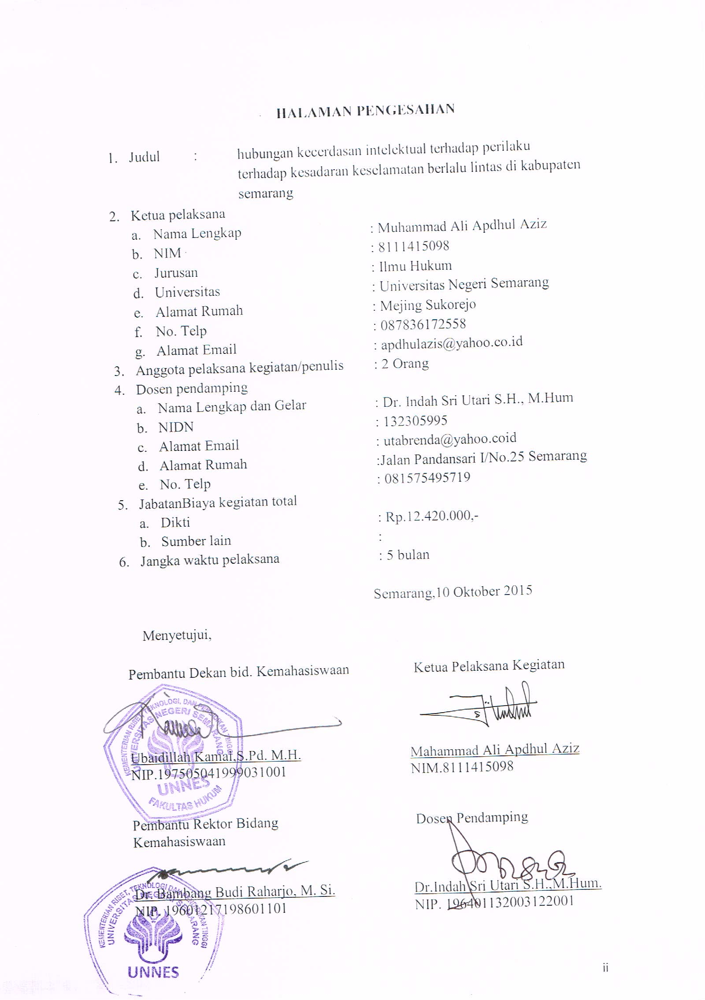 HALAMAN PENGESAHAN
1. Judul : hubungan kecerdasan intelektual terhadap perilaku
terhadap kesadaran keselamatan berlalu lintas di kabupaten
semarang
2. Ketua pelaksana
a. Nama Lengkap : Muhammad Ali Apdhul Aziz
b. NIM : 8111415098
c. Jurusan : Ilmu Hukum
d. Universitas : Universitas Negeri Semarang
e. Alamat Rumah : Mejing Sukorejo
f. No. Telp : 087836172558
g. Alamat Email : apdhulazis@yahoo.co.id
3. Anggota pelaksana kegiatan/penulis : 2 Orang
4. Dosen pendamping
a. Nama Lengkap dan Gelar : Dr. Indah Sri Utari S.H., M.Hum
b. NIDN : 132305995
c. Alamat Email : utabrenda@yahoo.coid
d. Alamat Rumah :Jalan Pandansari I/No.25 Semarang
e. No. Telp : 081575495719
5. JabatanBiaya kegiatan total
a. Dikti : Rp.12.420.000,-
b. Sumber lain :
6. Jangka waktu pelaksana : 5 bulan
Semarang,10 Oktober 2015
Menyetujui,
Pembantu Dekan bid. Kemahasiswaan
Ketua Pelaksana Kegiatan
KEMENTERIAN RISET, TEKNOLOGI, DAN PENDIDIKAN TINGGI
UNIVERSITAS NEGERI SEMARANG
UNNES
FAKULTAS HUKUM
Ubaidillah Kamal,S.Pd. M.H.
NIP.197505041999031001
Mahammad Ali Apdhul Aziz
NIM.8111415098
Pembantu Rektor Bidang
Kemahasiswaan
Dosen Pendamping
Dr. Bambang Budi Raharjo, M. Si.
NIP. 19601217198601101
Dr.Indah Sri Utari S.H.,M.Hum.
NIP. 196401132003122001
KEMENTERIAN RISET, TEKNOLOGI DAN PENDIDIKAN TINGGI
UNIVERSITAS NEGERI SEMARANG
UNNES
ii